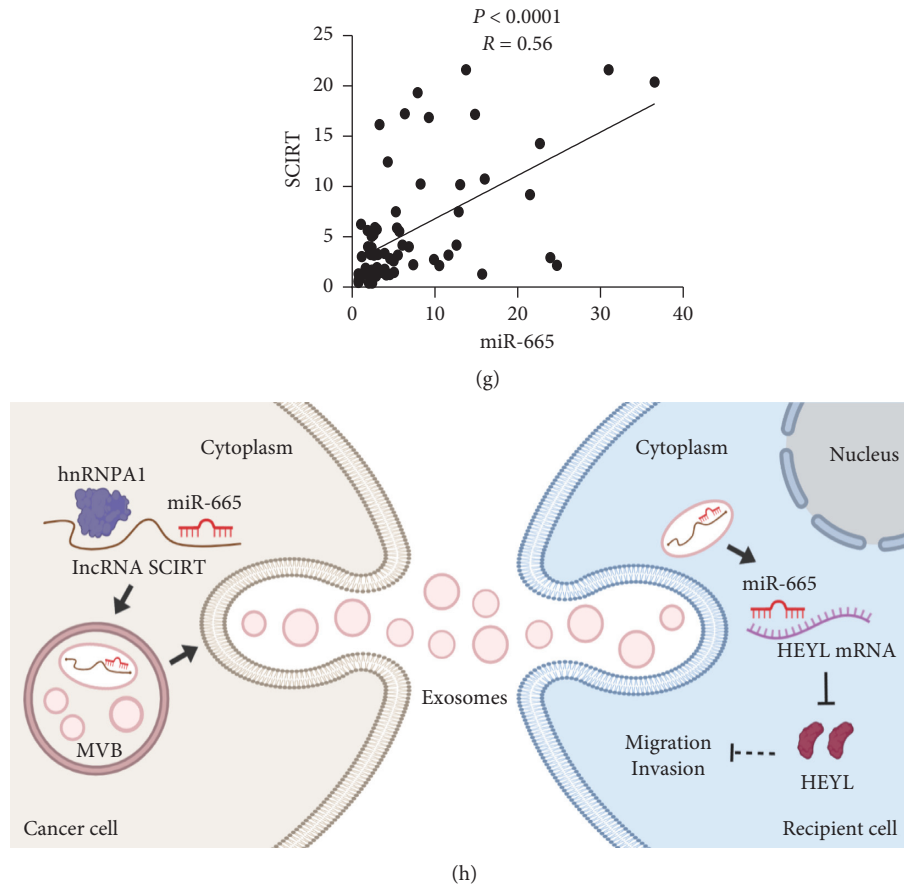 P < 0.0001
R = 0.56
25
20
15
10
5
0
SCIRT
0 10 20 30 40
miR-665
(g)
Cytoplasm
hnRNPA1
miR-665
lncRNA SCIRT
MVB
Cancer cell
Exosomes
Cytoplasm
Nucleus
miR-665
HEYL mRNA
Migration
Invasion
HEYL
Recipient cell
(h)